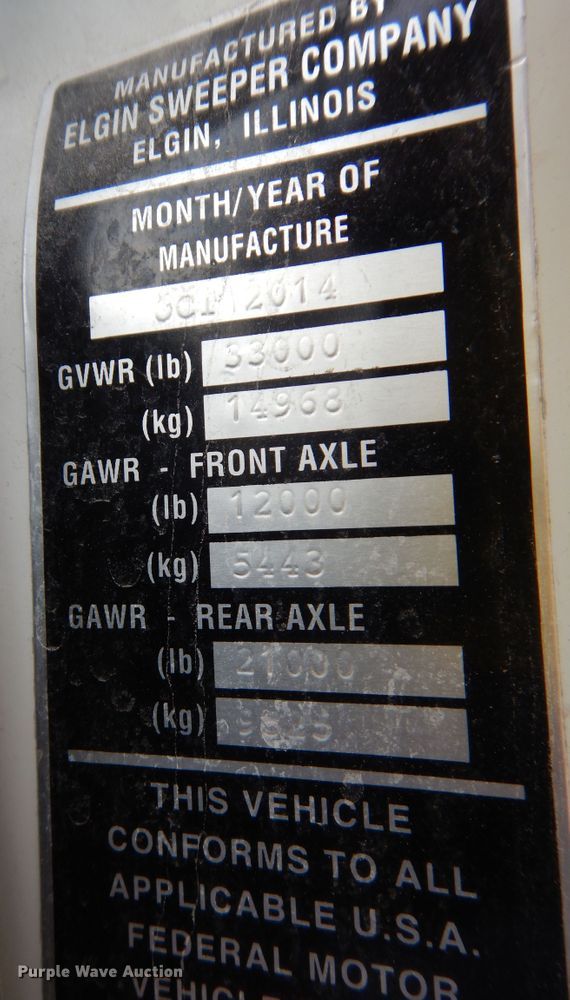 MANUFACTURED BY
ELGIN SWEEPER COMPANY
ELGIN, ILLINOIS
MONTH/YEAR OF
MANUFACTURE
OCT 2014
GVWR (lb) 33000
(kg) 14968
GAWR - FRONT AXLE
(lb) 12000
(kg) 5443
GAWR - REAR AXLE
(lb) 21000
(kg) 9525
THIS VEHICLE
CONFORMS TO ALL
APPLICABLE U.S.A.
FEDERAL MOTOR
Purple Wave Auction